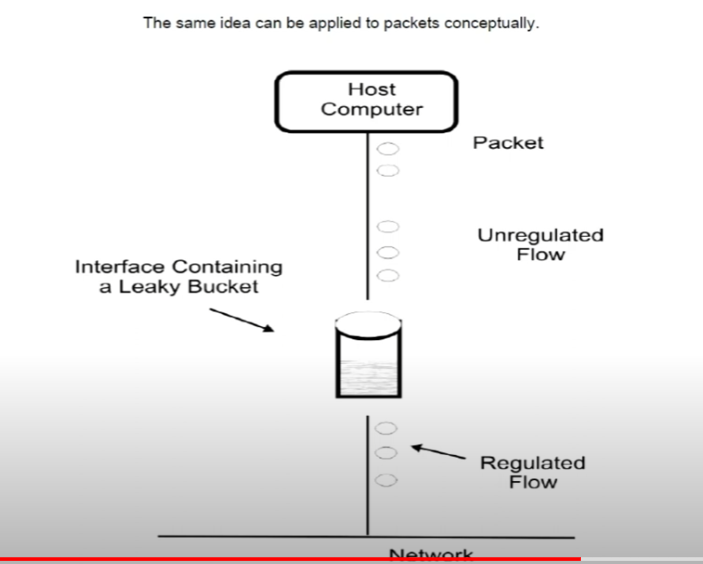 The same idea can be applied to packets conceptually.
Host
Computer
Packet
Unregulated
Flow
Interface Containing
a Leaky Bucket
Regulated
Flow
Network